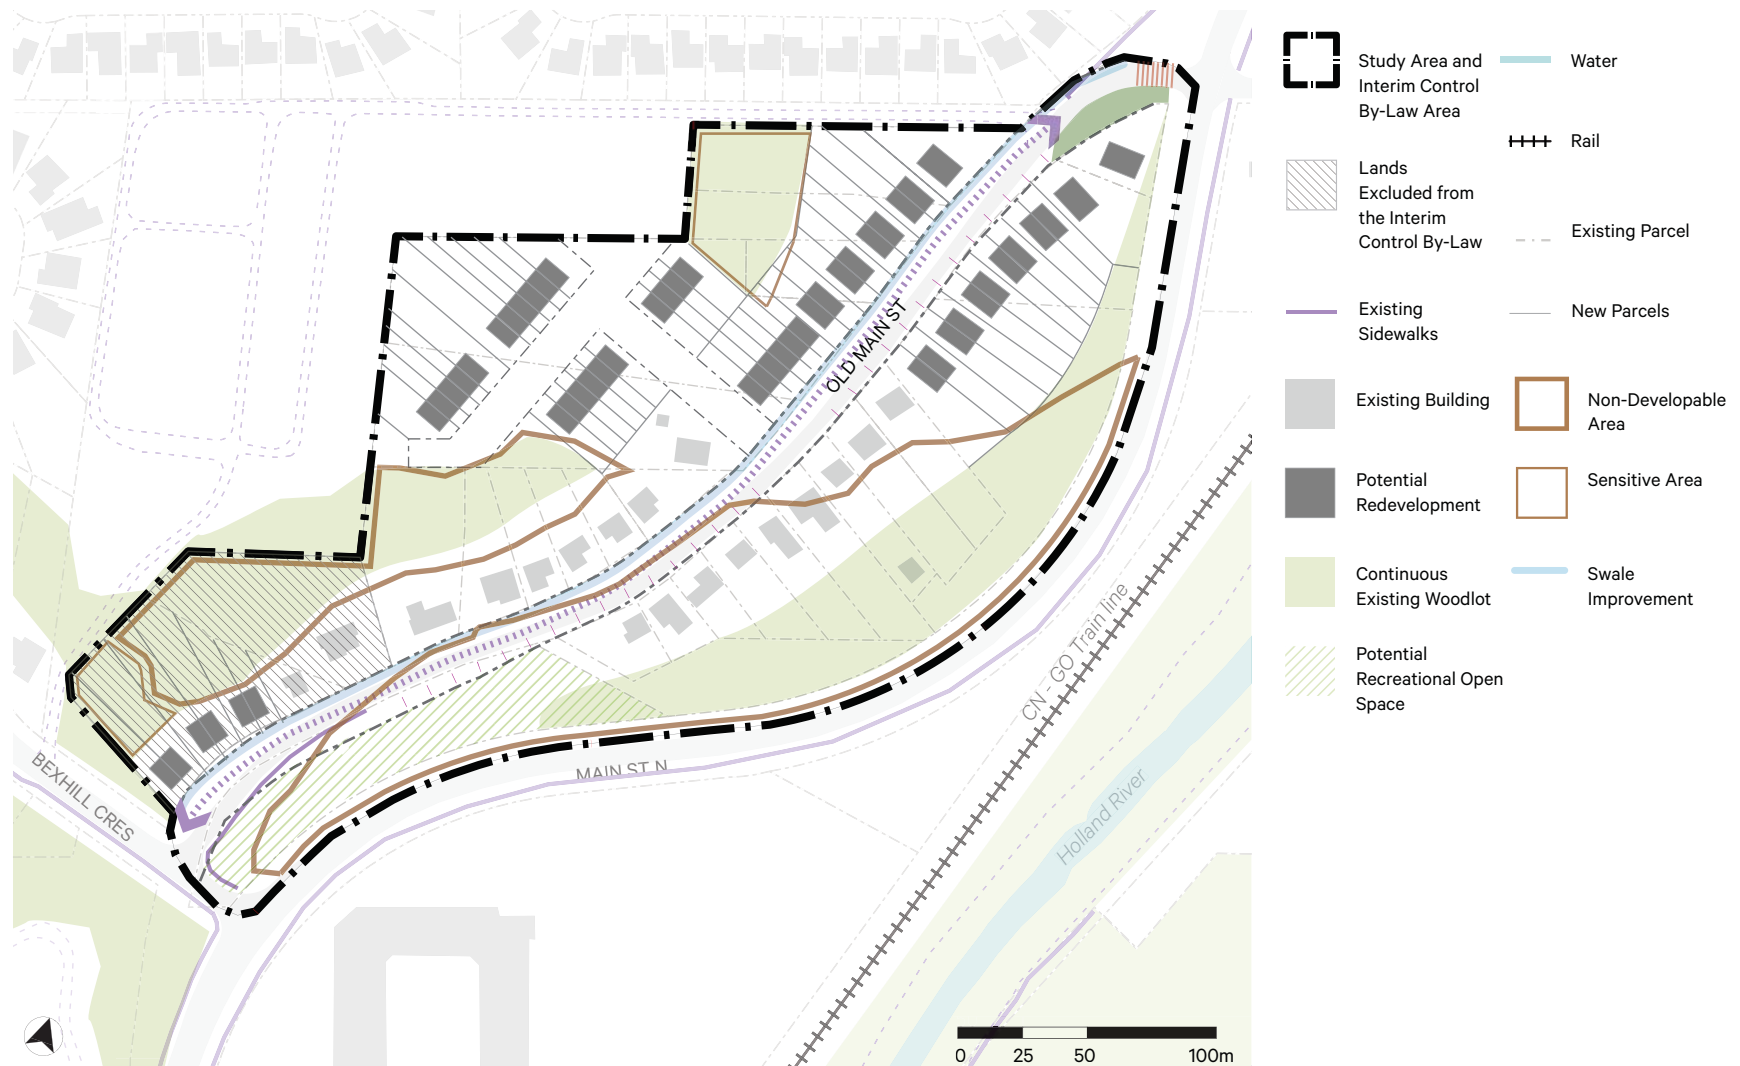 OLD MAIN ST
BEXHILL CRES
MAIN ST N
CN - GO Train line
Holland River
0 25 50 100m
Study Area and
Interim Control
By-Law Area
Lands
Excluded from
the Interim
Control By-Law
Existing
Sidewalks
Existing Building
Potential
Redevelopment
Continuous
Existing Woodlot
Potential
Recreational Open
Space
Water
Rail
Existing Parcel
New Parcels
Non-Developable
Area
Sensitive Area
Swale
Improvement